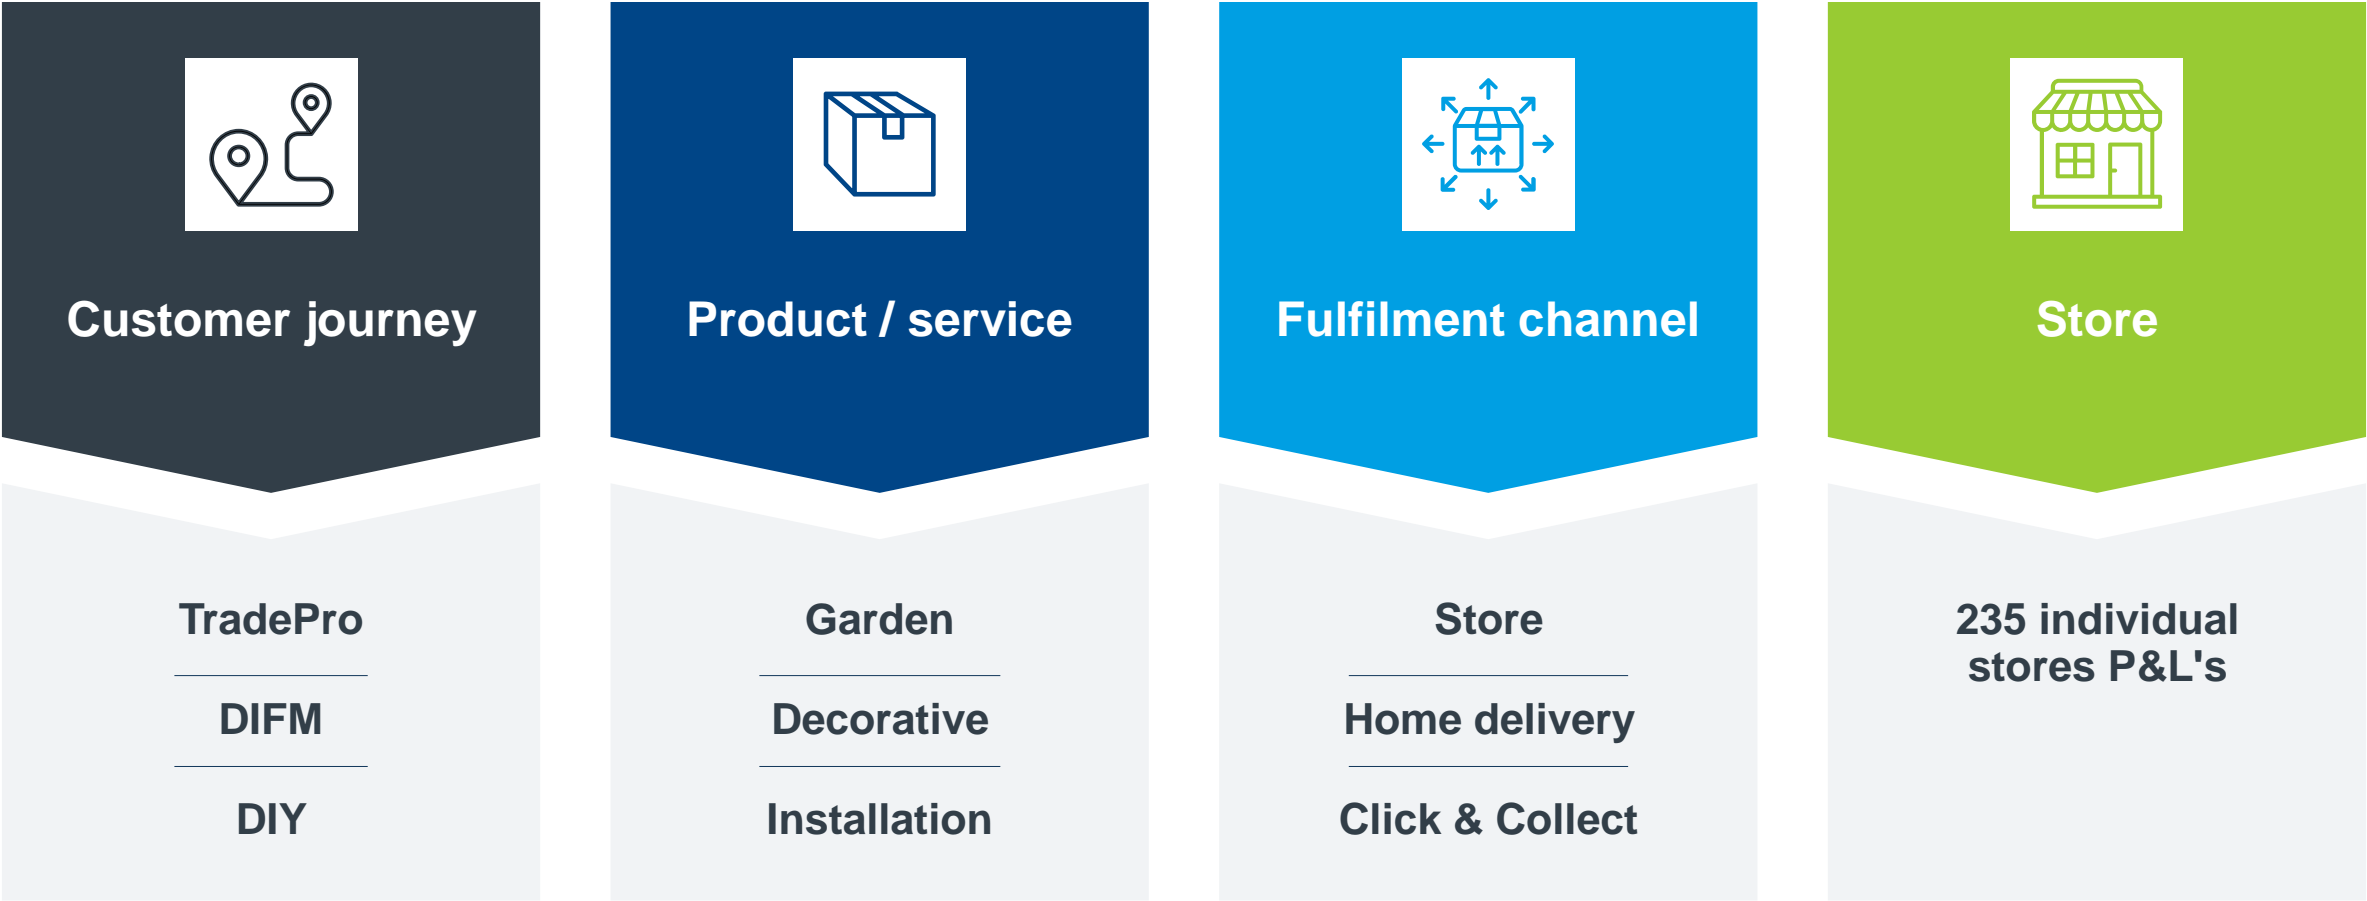 Customer journey
TradePro
DIFM
DIY
Product / service
Garden
Decorative
Installation
Fulfilment channel
Store
Home delivery
Click & Collect
Store
235 individual
stores P&L's